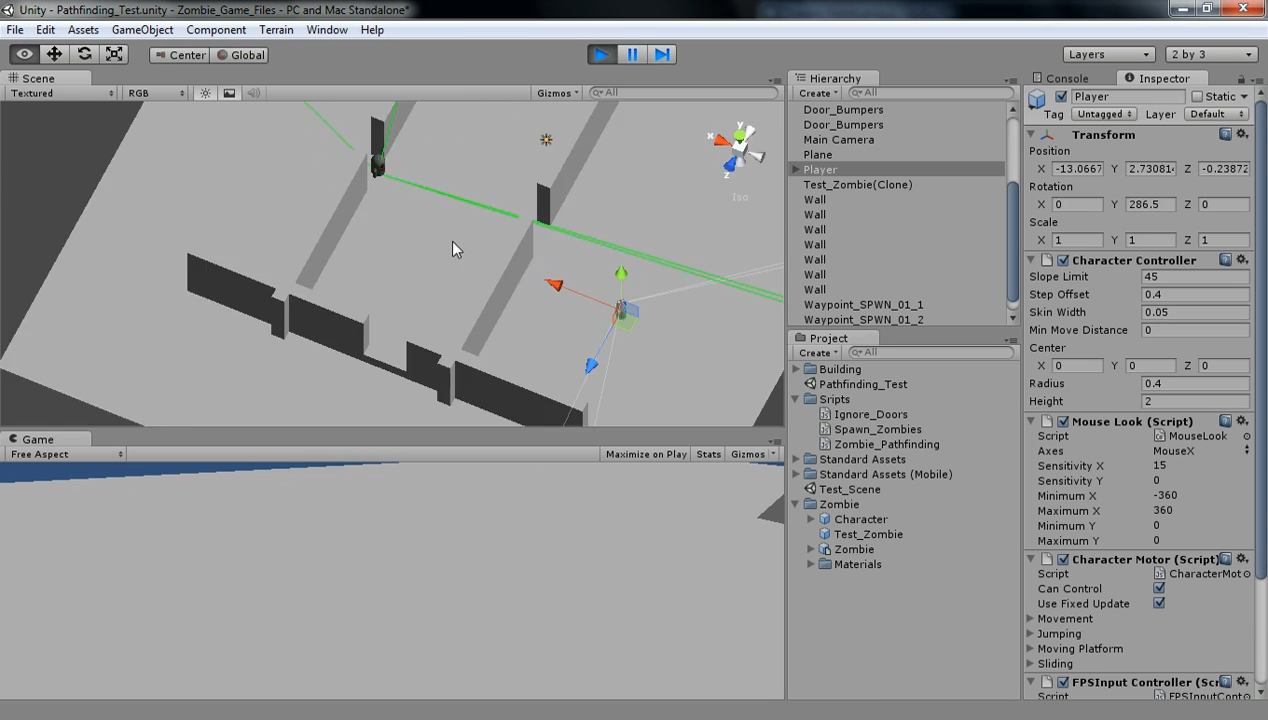 Unity - Pathfinding_Test.unity - Zombie_Game_Files - PC and Mac Standalone*
File Edit Assets GameObject Component Terrain Window Help
Center Global Layers 2 by 3
Scene
Textured RGB Gizmos All
y
x
z
Iso
Game
Free Aspect Maximize on Play Stats Gizmos
Hierarchy
Create All
Door_Bumpers
Door_Bumpers
Main Camera
Plane
Player
Test_Zombie(Clone)
Wall
Wall
Wall
Wall
Wall
Wall
Wall
Waypoint_SPWN_01_1
Waypoint_SPWN_01_2
Project
Create All
Building
Pathfinding_Test
Sripts
Ignore_Doors
Spawn_Zombies
Zombie_Pathfinding
Standard Assets
Standard Assets (Mobile)
Test_Scene
Zombie
Character
Test_Zombie
Zombie
Materials
Console Inspector
Player Static
Tag Untagged Layer Default
Transform
Position
X -13.0667 Y 2.73081 Z -0.23872
Rotation
X 0 Y 286.5 Z 0
Scale
X 1 Y 1 Z 1
Character Controller
Slope Limit 45
Step Offset 0.4
Skin Width 0.05
Min Move Distance 0
Center
X 0 Y 0 Z 0
Radius 0.4
Height 2
Mouse Look (Script)
Script MouseLook
Axes MouseX
Sensitivity X 15
Sensitivity Y 0
Minimum X -360
Maximum X 360
Minimum Y 0
Maximum Y 0
Character Motor (Script)
Script CharacterMot
Can Control
Use Fixed Update
Movement
Jumping
Moving Platform
Sliding
FPSInput Controller (Scr
Script FPSInputCont